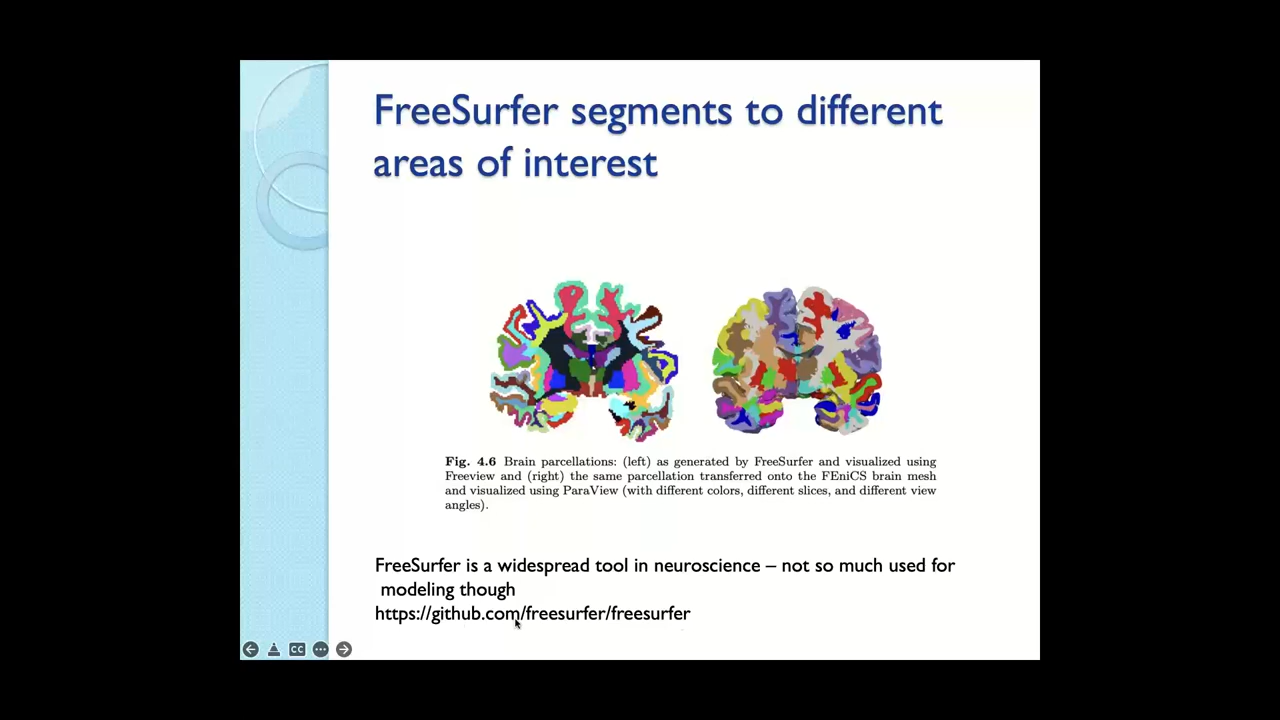 FreeSurfer segments to different
areas of interest
Fig. 4.6 Brain parcellations: (left) as generated by FreeSurfer and visualized using
Freeview and (right) the same parcellation transferred onto the FEniCS brain mesh
and visualized using ParaView (with different colors, different slices, and different view
angles).
FreeSurfer is a widespread tool in neuroscience – not so much used for
modeling though
https://github.com/freesurfer/freesurfer
CC